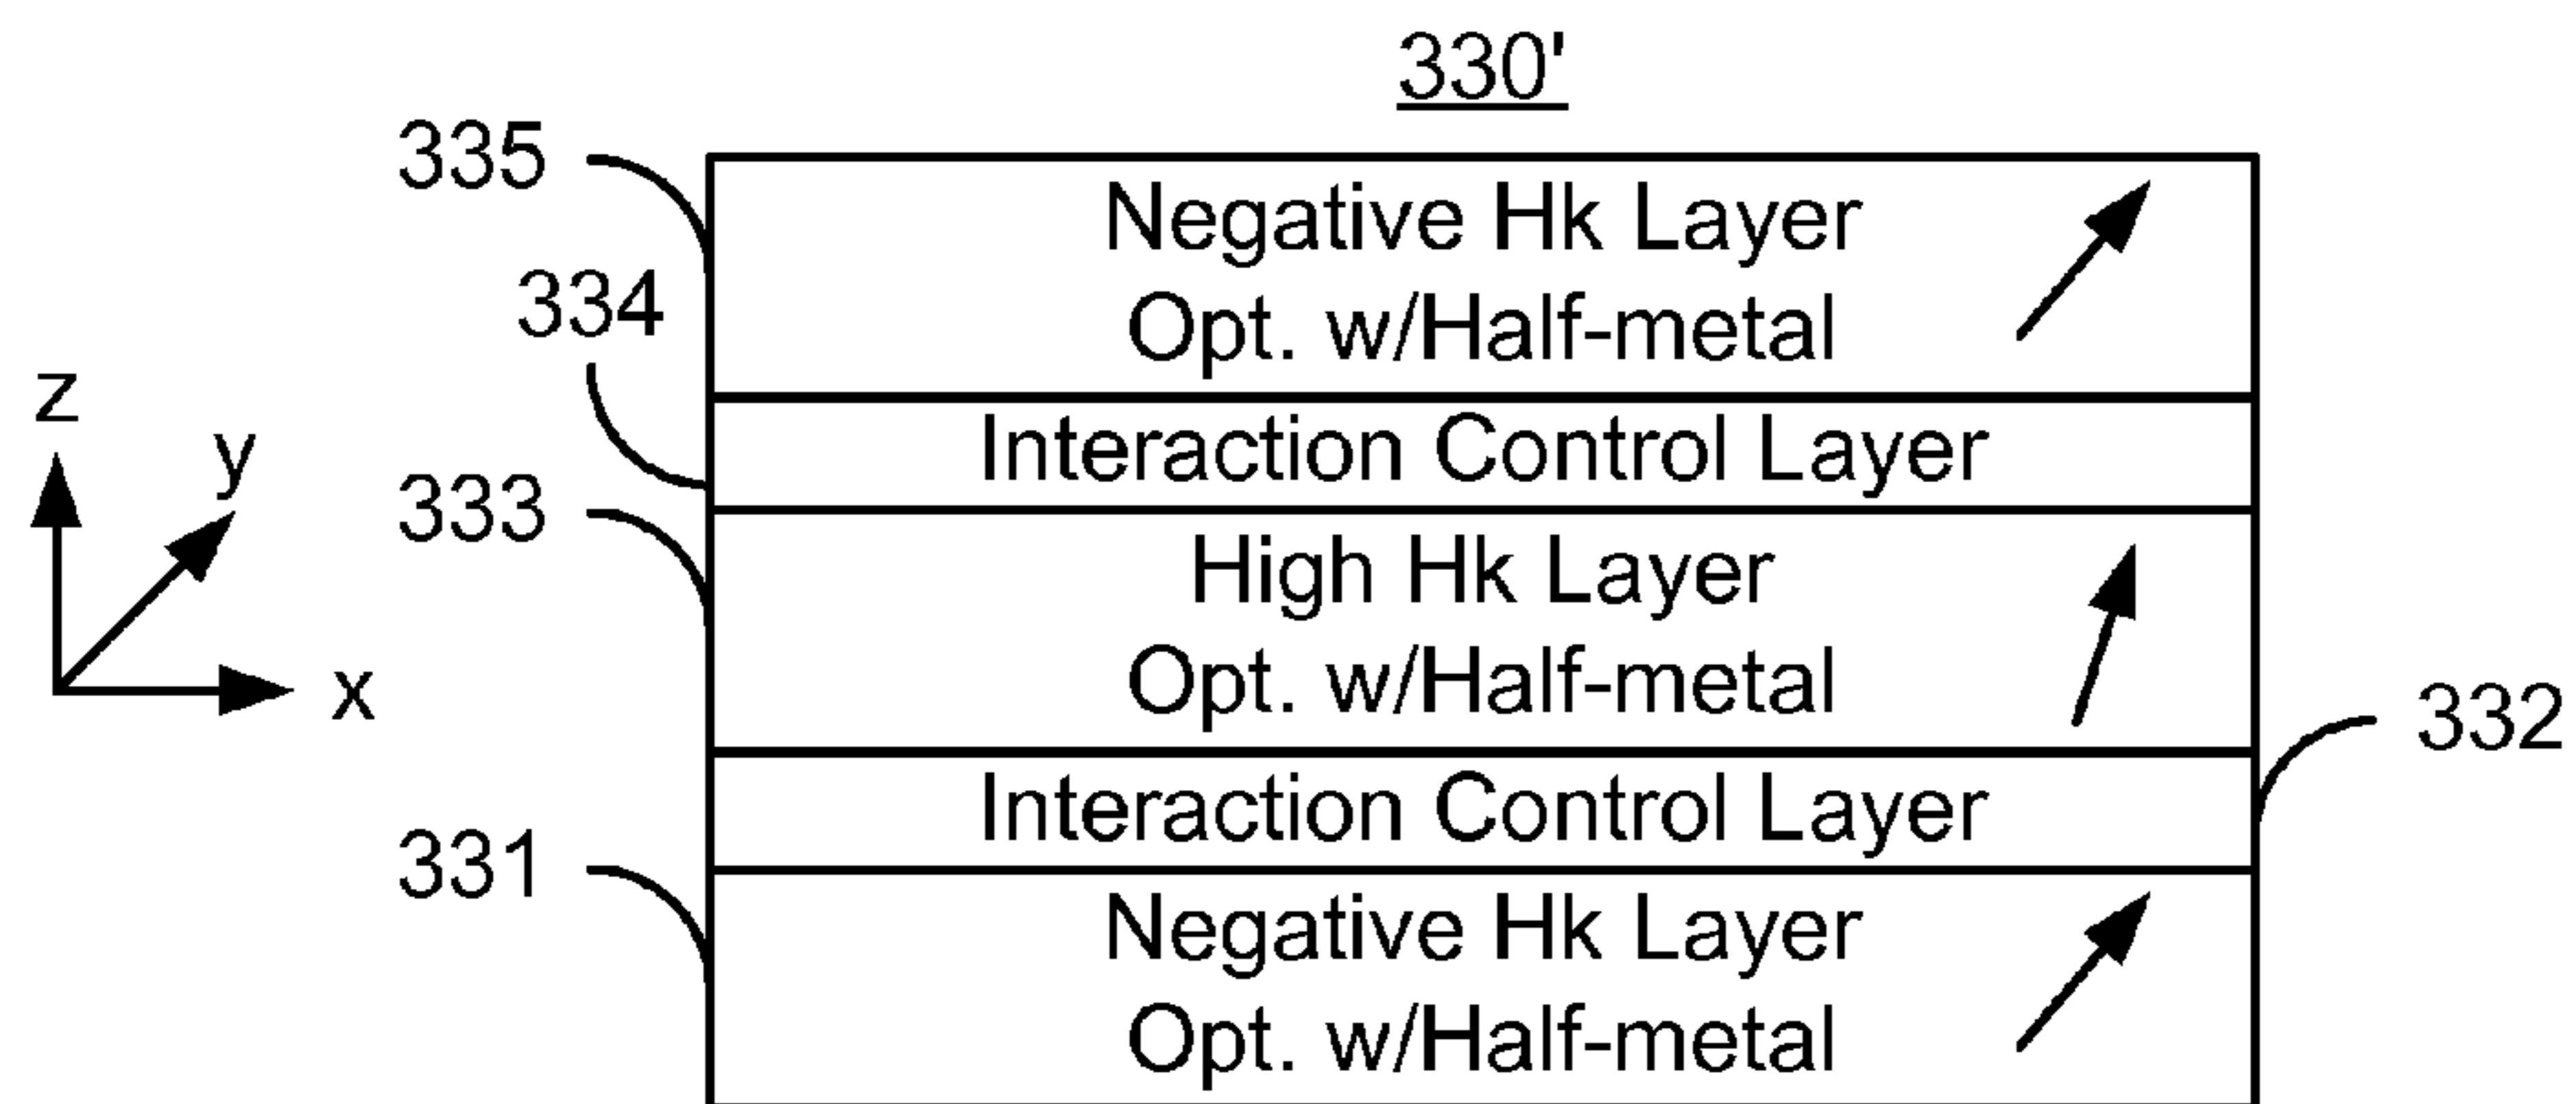 330'
335
Negative Hk Layer
Opt. w/Half-metal
334
Interaction Control Layer
z
y
x
333
High Hk Layer
Opt. w/Half-metal
332
Interaction Control Layer
331
Negative Hk Layer
Opt. w/Half-metal